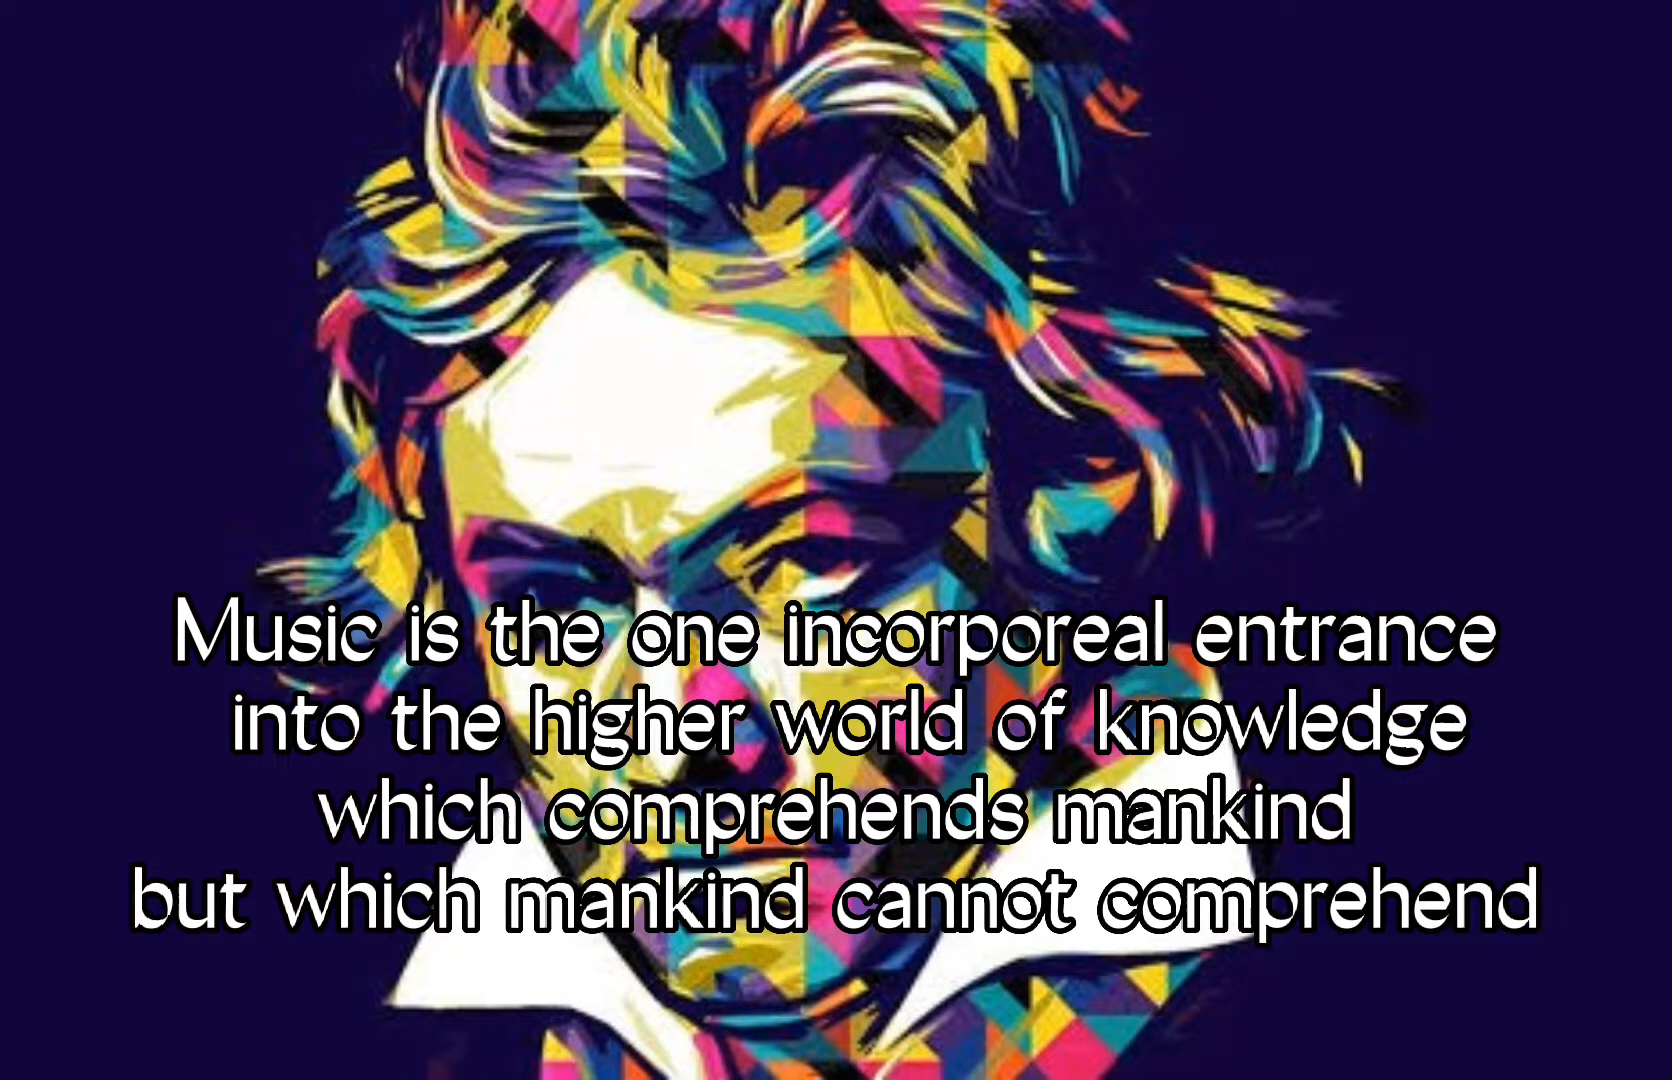 Music is the one incorporeal entrance
into the higher world of knowledge
which comprehends mankind
but which mankind cannot comprehend